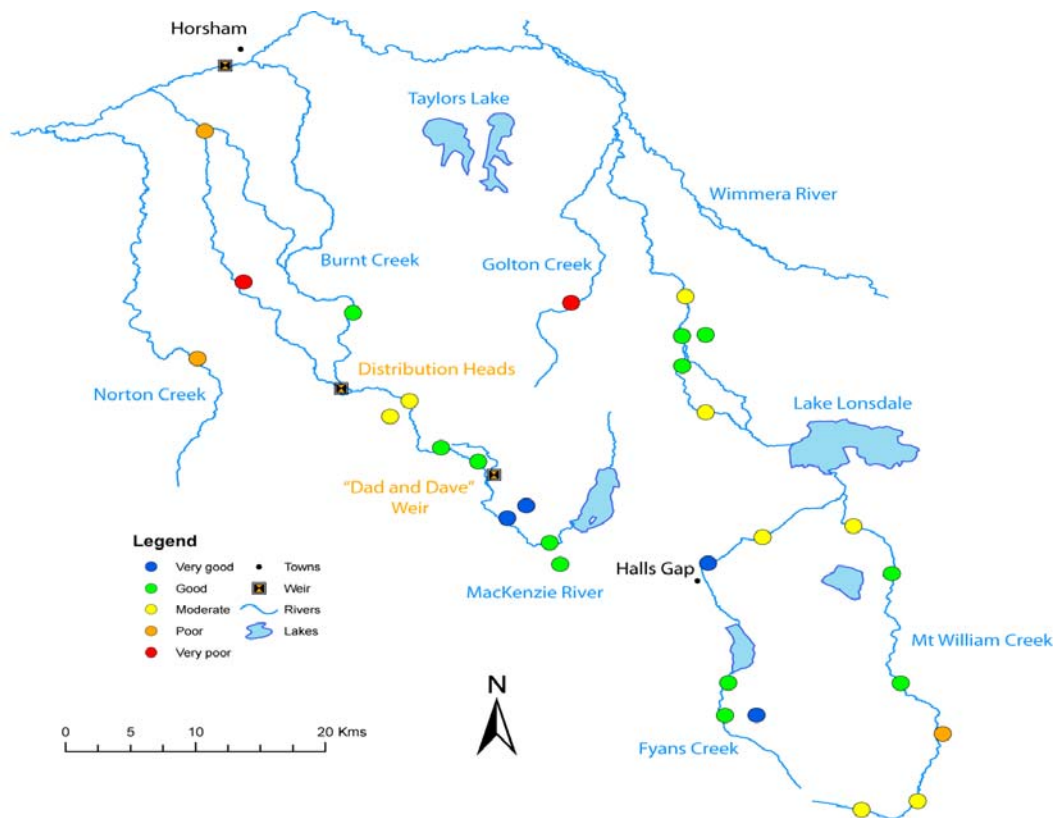 Horsham
Taylors Lake
Wimmera River
Burnt Creek
Golton Creek
Distribution Heads
Norton Creek
Lake Lonsdale
"Dad and Dave"
Weir
Halls Gap
MacKenzie River
Mt William Creek
Fyans Creek
Legend
Very good
Good
Moderate
Poor
Very poor
Towns
Weir
Rivers
Lakes
N
0 5 10 20 Kms